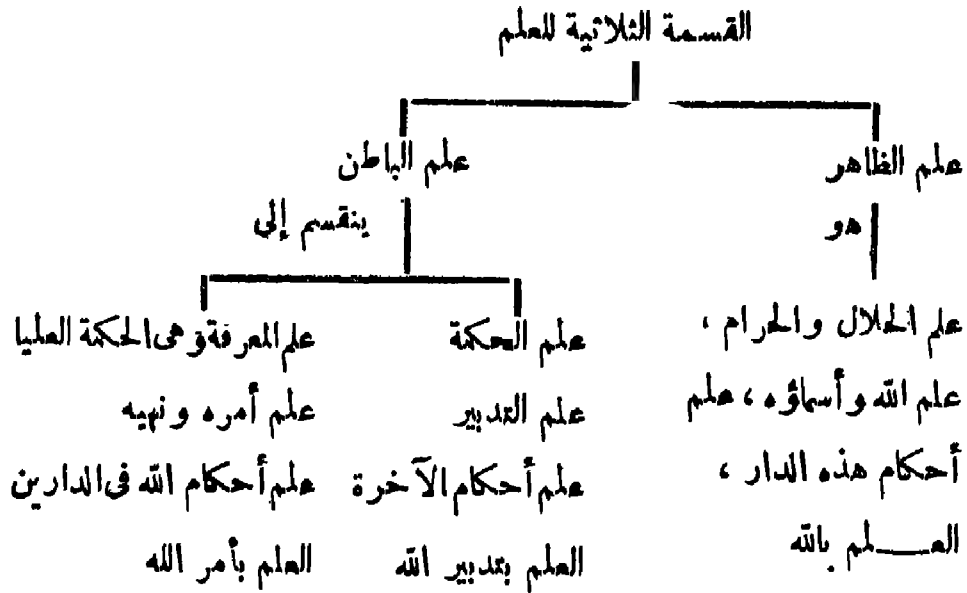 القسمة الثلاثية للعلم
علم الظاهر
علم الباطن
هو
ينقسم إلى
علم الحلال والحرام ،
علم الله وأسماؤه ، علم
أحكام هذه الدار ،
العـــلم بالله
علم الحكمة
علم التدبير
علم أحكام الآخرة
العلم بتدبير الله
علم المعرفة وهى الحكمة العليا
علم أمره ونهيه
علم أحكام الله فى الدارين
العلم بأمر الله